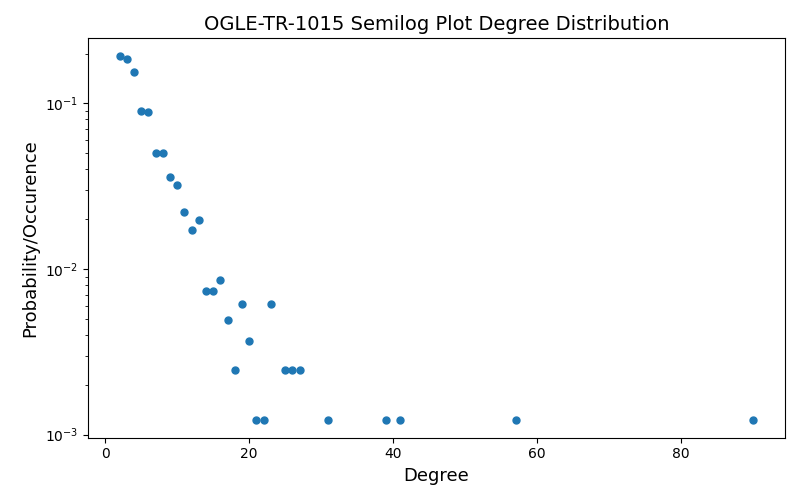 OGLE-TR-1015 Semilog Plot Degree Distribution
Probability/Occurence
10⁻¹
10⁻²
10⁻³
0 20 40 60 80
Degree